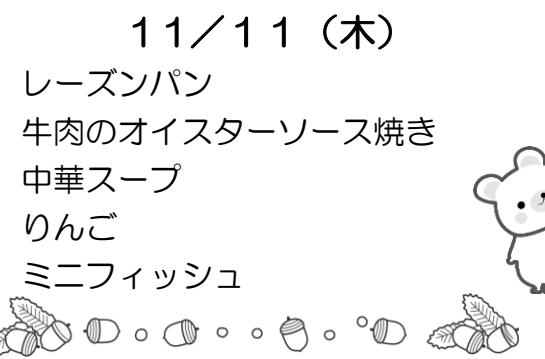 １１／１１（木）
レーズンパン
牛肉のオイスターソース焼き
中華スープ
りんご
ミニフィッシュ